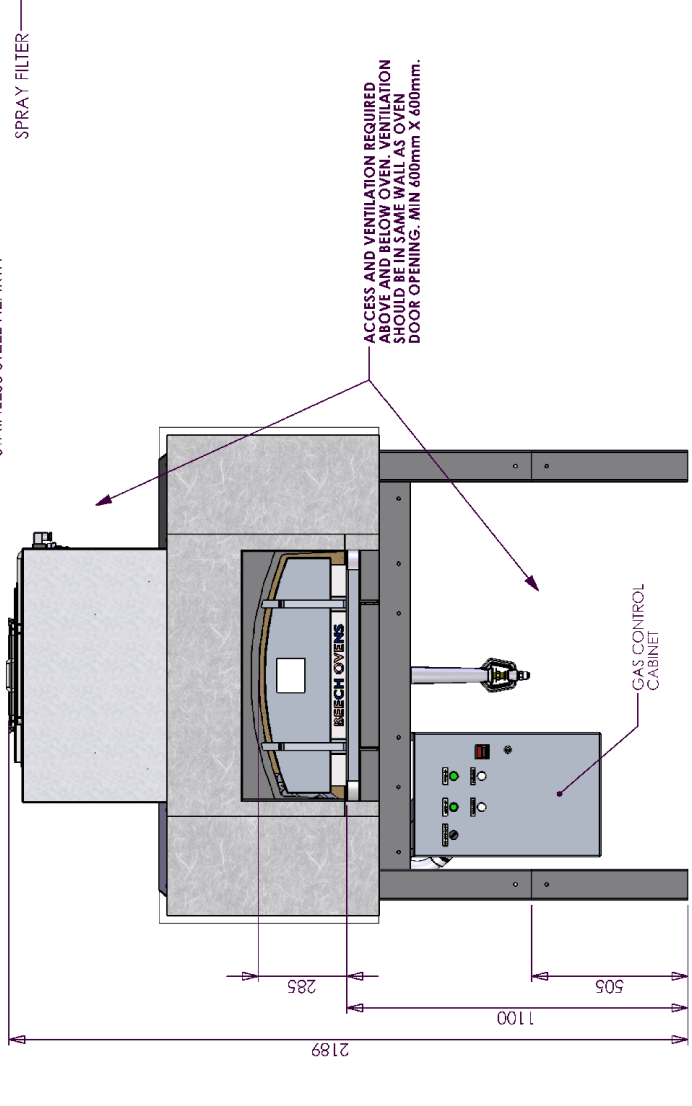 SPRAY FILTER
ACCESS AND VENTILATION REQUIRED
ABOVE AND BELOW OVEN. VENTILATION
SHOULD BE IN SAME WALL AS OVEN
DOOR OPENING. MIN 600mm X 600mm.
BEECH OVENS
GAS CONTROL
CABINET
285
505
1100
2189